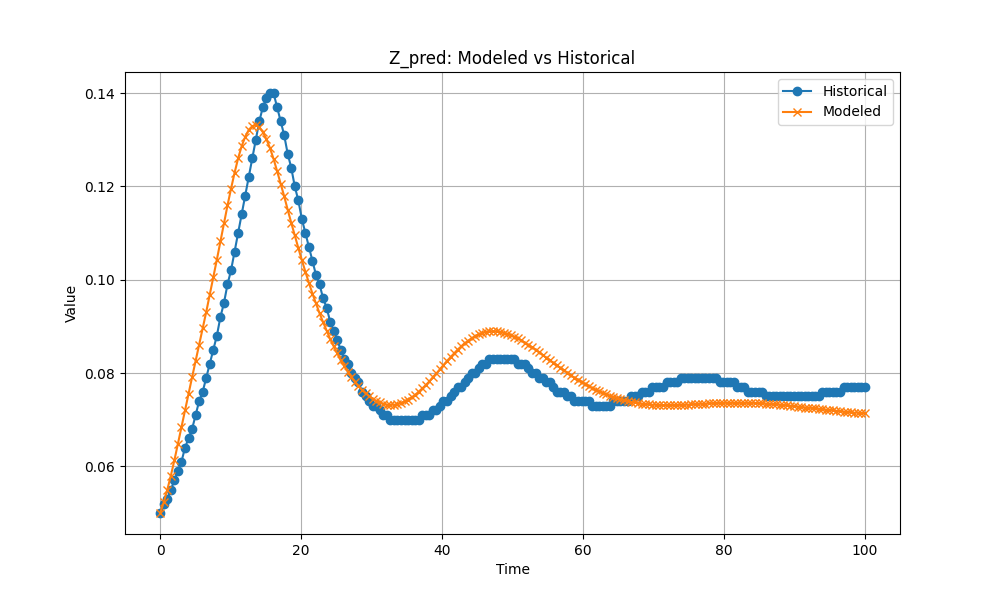 Z_pred: Modeled vs Historical
Historical
Modeled
Value
0.14
0.12
0.10
0.08
0.06
0
20
40
60
80
100
Time